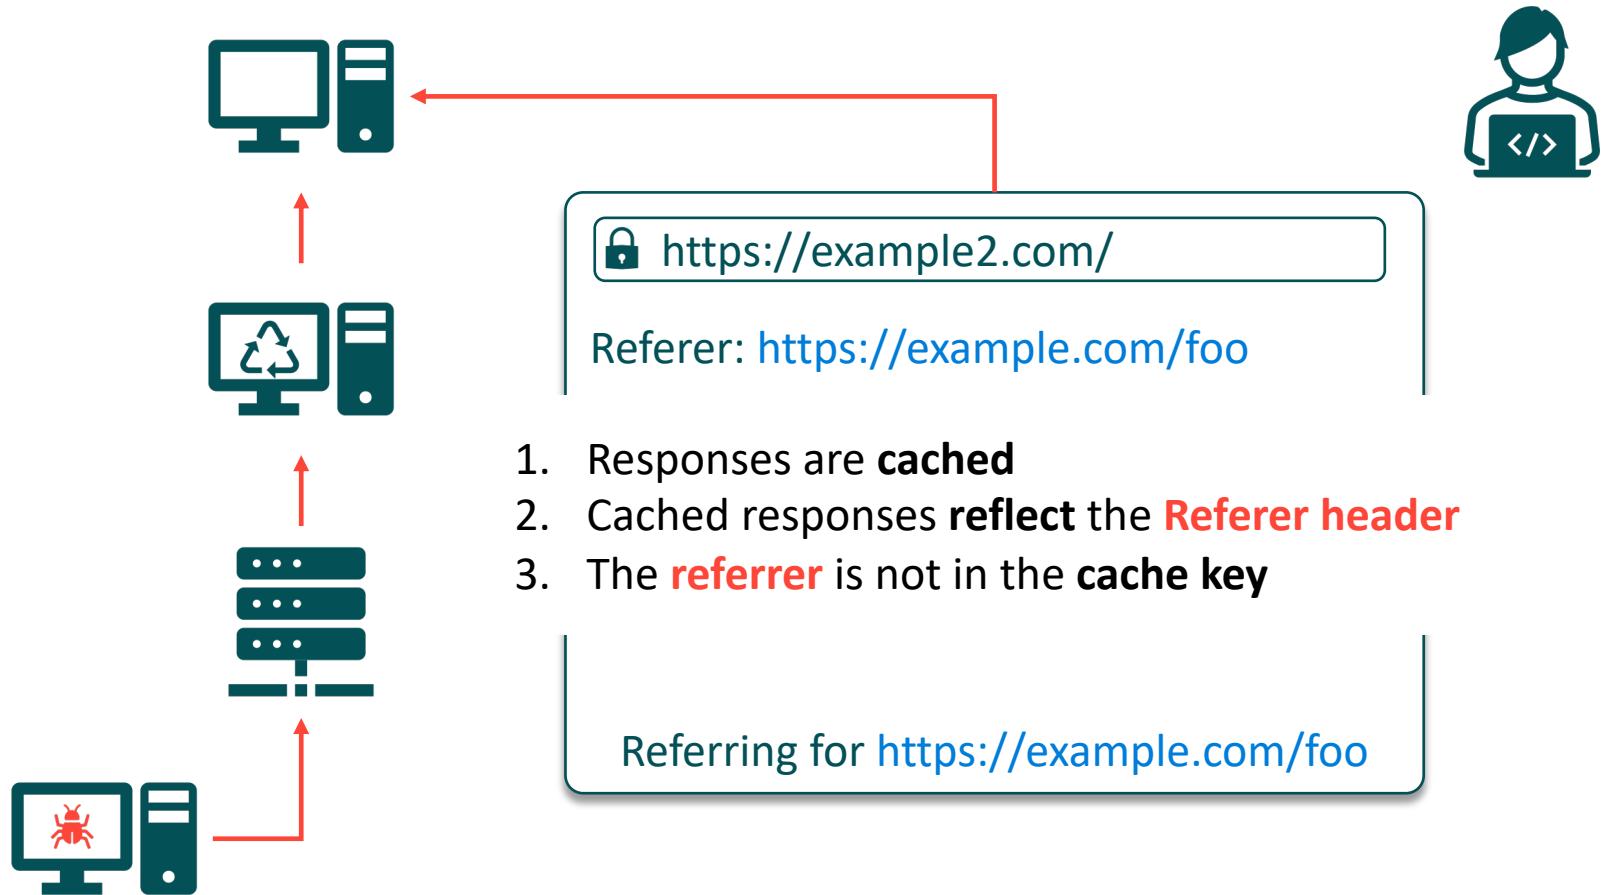 </>
https://example2.com/
Referer: https://example.com/foo
1. Responses are cached
2. Cached responses reflect the Referer header
3. The referrer is not in the cache key
Referring for https://example.com/foo